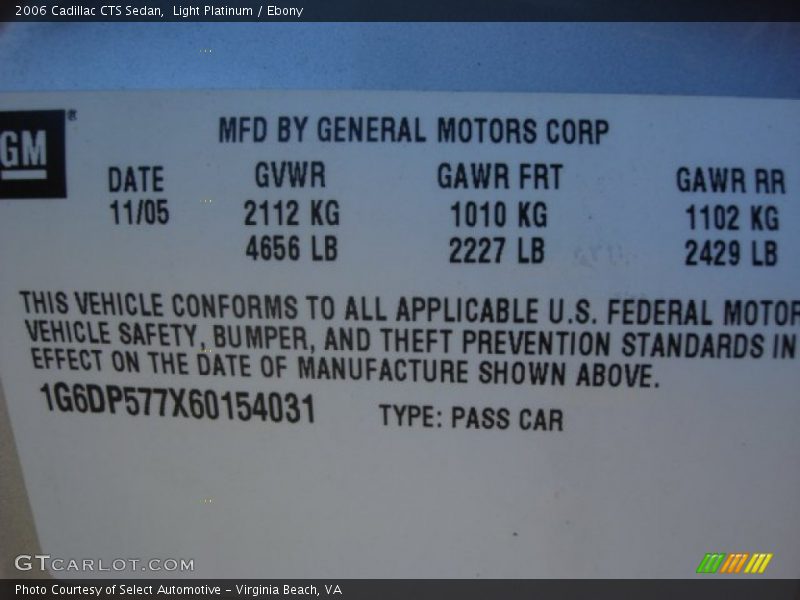 2006 Cadillac CTS Sedan,  Light Platinum / Ebony
GM®
MFD BY GENERAL MOTORS CORP
DATE GVWR GAWR FRT GAWR RR
11/05 2112 KG 1010 KG 1102 KG
4656 LB 2227 LB 2429 LB
THIS VEHICLE CONFORMS TO ALL APPLICABLE U.S. FEDERAL MOTOR
VEHICLE SAFETY, BUMPER, AND THEFT PREVENTION STANDARDS IN
EFFECT ON THE DATE OF MANUFACTURE SHOWN ABOVE.
1G6DP577X60154031 TYPE: PASS CAR
GTCARLOT.COM
Photo Courtesy of Select Automotive - Virginia Beach, VA